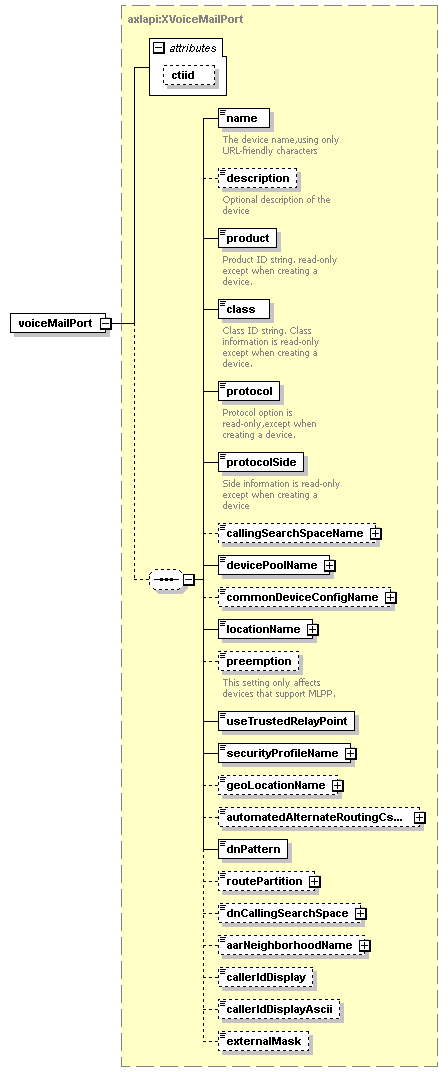 axlapi:XVoiceMailPort
attributes
ctiid
name
The device name,using only
URL-friendly characters
description
Optional description of the
device
product
Product ID string. read-only
except when creating a
device.
class
Class ID string. Class
information is read-only
except when creating a
device.
voiceMailPort
protocol
Protocol option is
read-only,except when
creating a device.
protocolSide
Side information is read-only
except when creating a
device
callingSearchSpaceName
devicePoolName
commonDeviceConfigName
locationName
preemption
This setting only affects
devices that support MLPP.
useTrustedRelayPoint
securityProfileName
geoLocationName
automatedAlternateRoutingCs...
dnPattern
routePartition
dnCallingSearchSpace
aarNeighborhoodName
callerIdDisplay
callerIdDisplayAscii
externalMask